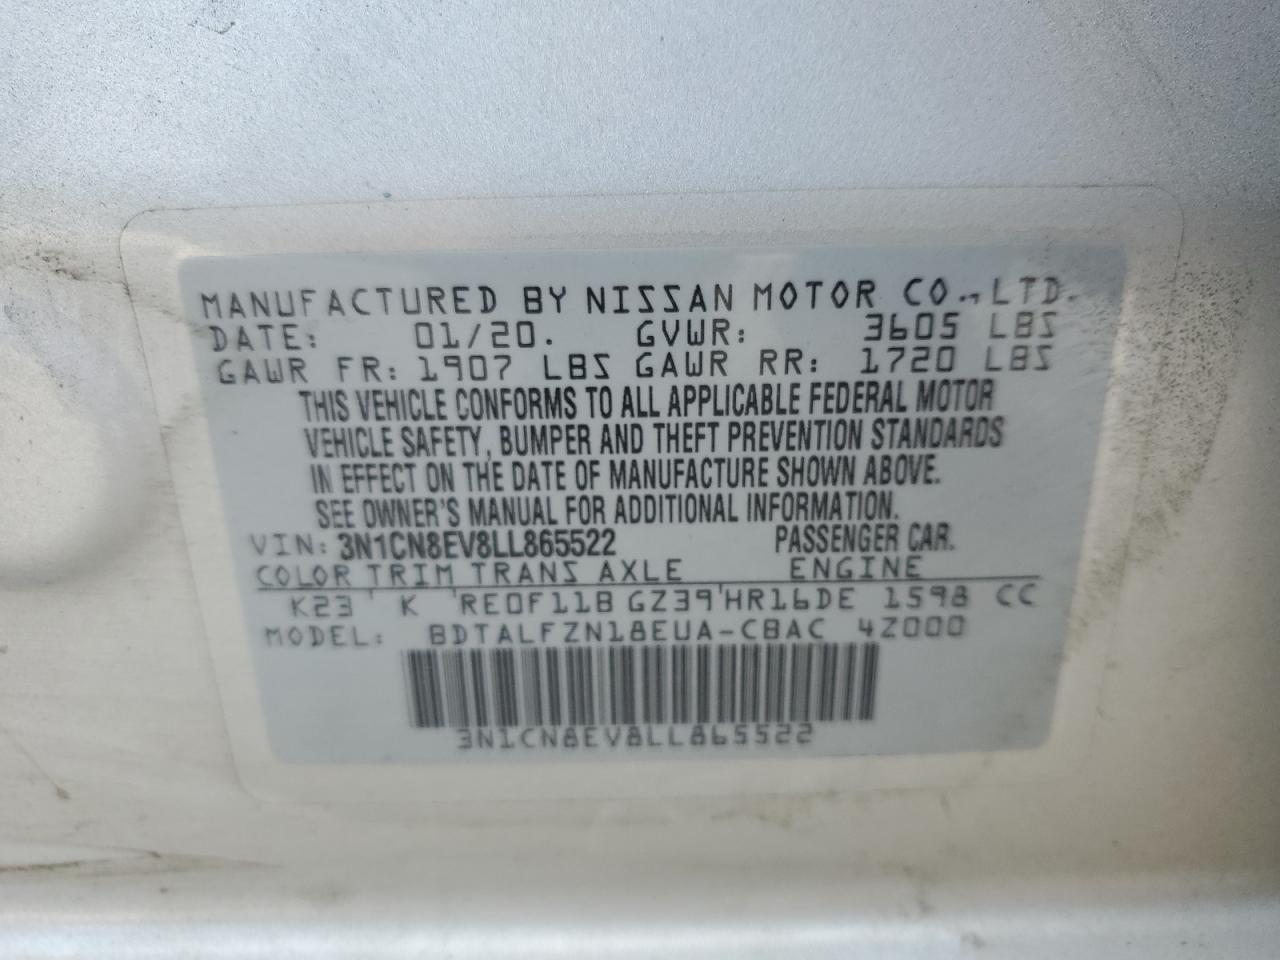 MANUFACTURED BY NISSAN MOTOR CO., LTD.
DATE: 01/20. GVWR: 3605 LBS
GAWR FR: 1907 LBS GAWR RR: 1720 LBS
THIS VEHICLE CONFORMS TO ALL APPLICABLE FEDERAL MOTOR
VEHICLE SAFETY, BUMPER AND THEFT PREVENTION STANDARDS
IN EFFECT ON THE DATE OF MANUFACTURE SHOWN ABOVE.
SEE OWNER'S MANUAL FOR ADDITIONAL INFORMATION.
VIN: 3N1CN8EV8LL865522 PASSENGER CAR.
COLOR TRIM TRANS AXLE ENGINE
K23 K RE0F11B GZ39 HR16DE 1598 CC
MODEL: BDTALFZN18EUA-CBAC 4Z000
3N1CN8EV8LL865522